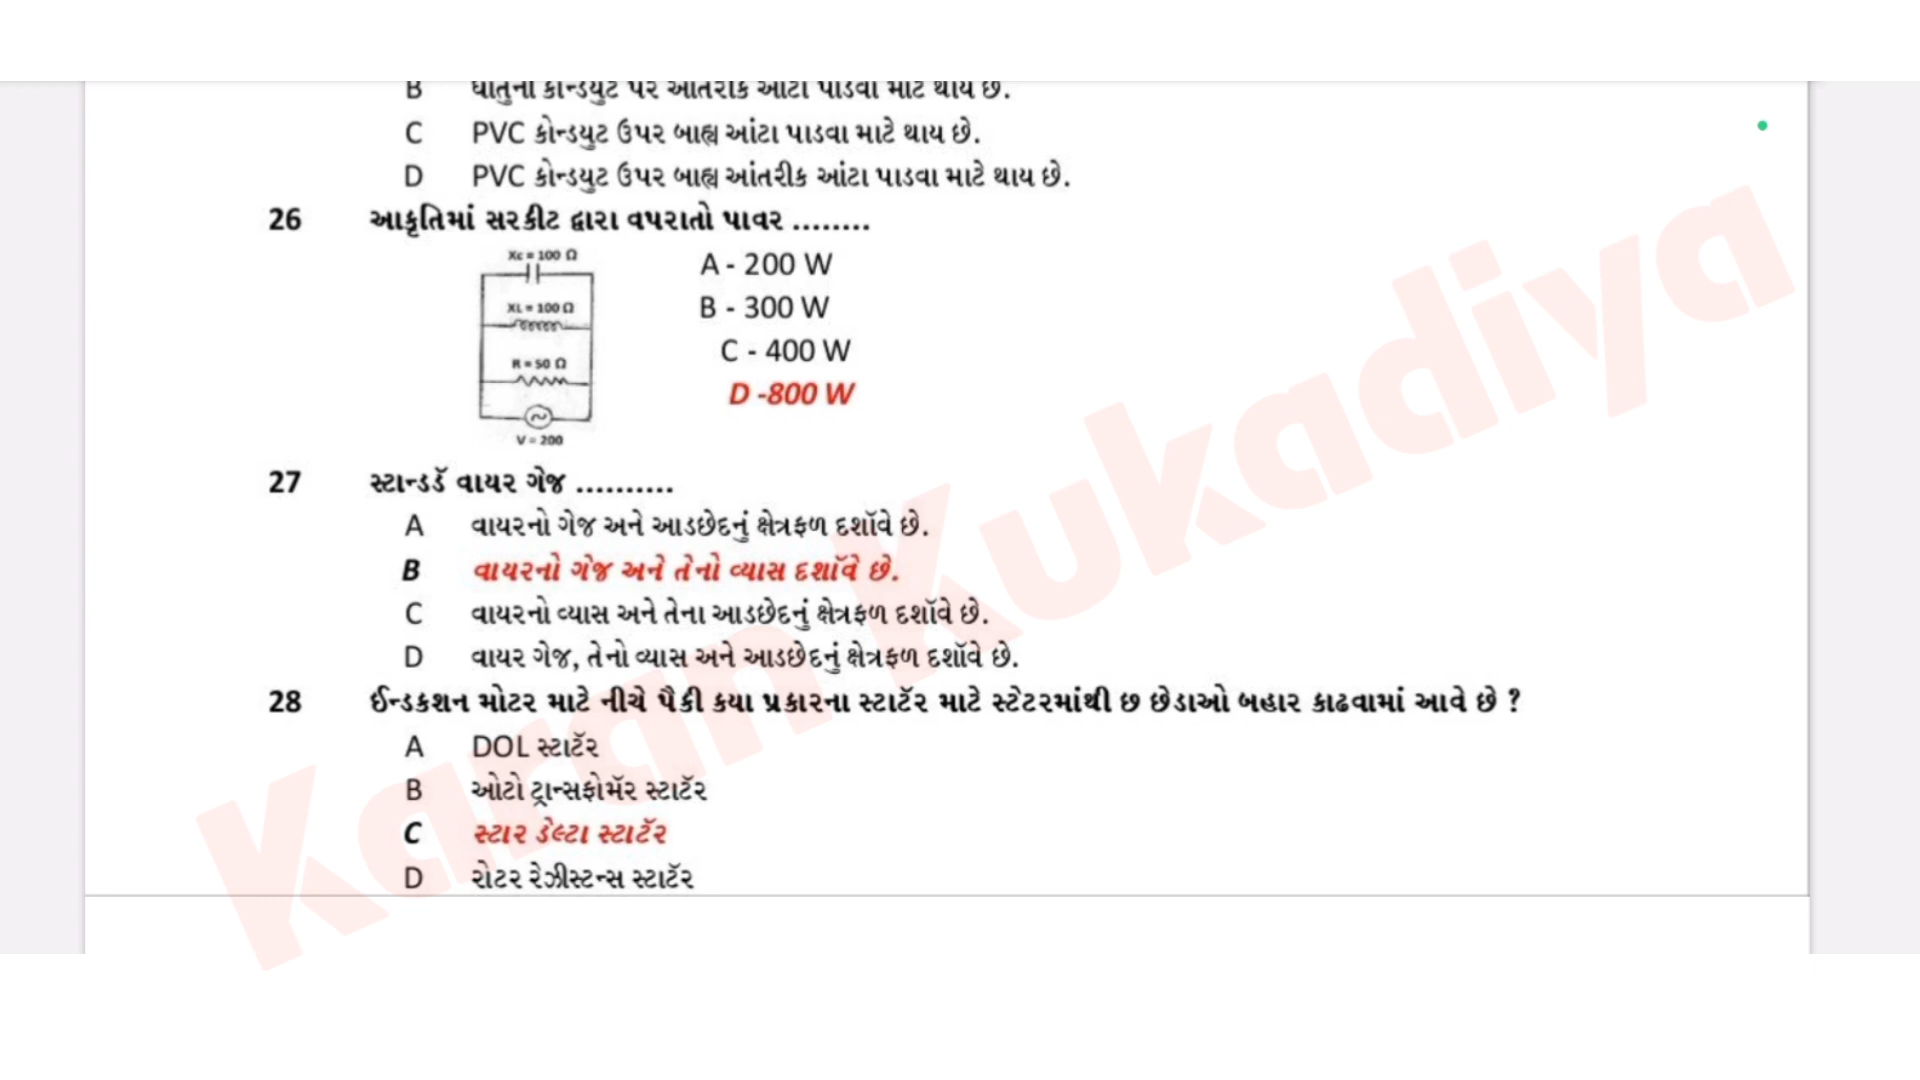 B ધાતુના કોન્ડયુટ પર આંતરીક આંટા પાડવા માટે થાય છે.
C PVC કોન્ડયુટ ઉપર બાહ્ય આંટા પાડવા માટે થાય છે.
D PVC કોન્ડયુટ ઉપર બાહ્ય આંતરીક આંટા પાડવા માટે થાય છે.
26 આકૃતિમાં સરકીટ દ્વારા વપરાતો પાવર ........
Xc = 100 Ω
XL = 100 Ω
R = 50 Ω
V = 200
A - 200 W
B - 300 W
C - 400 W
D -800 W
27 સ્ટાન્ડર્ડ વાયર ગેજ ..........
A વાયરનો ગેજ અને આડછેદનું ક્ષેત્રફળ દર્શાવે છે.
B વાયરનો ગેજ અને તેનો વ્યાસ દર્શાવે છે.
C વાયરનો વ્યાસ અને તેના આડછેદનું ક્ષેત્રફળ દર્શાવે છે.
D વાયર ગેજ, તેનો વ્યાસ અને આડછેદનું ક્ષેત્રફળ દર્શાવે છે.
28 ઈન્ડકશન મોટર માટે નીચે પૈકી કયા પ્રકારના સ્ટાર્ટર માટે સ્ટેટરમાંથી છ છેડાઓ બહાર કાઢવામાં આવે છે ?
A DOL સ્ટાર્ટર
B ઓટો ટ્રાન્સફોર્મર સ્ટાર્ટર
C સ્ટાર ડેલ્ટા સ્ટાર્ટર
D રોટર રેઝીસ્ટન્સ સ્ટાર્ટર
Karan Kukadiya